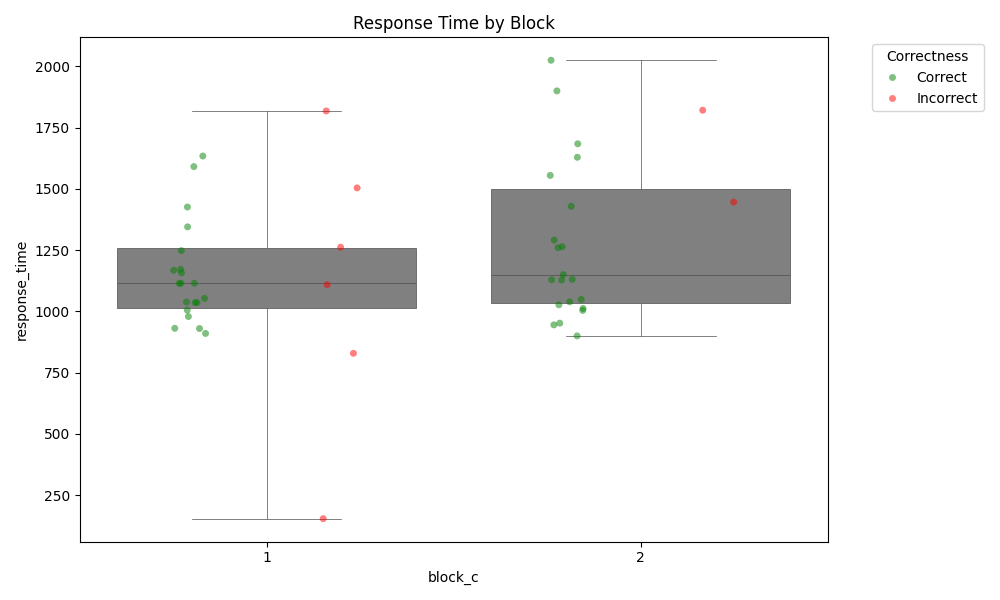 Response Time by Block
Correctness
Correct
Incorrect
response_time
2000
1750
1500
1250
1000
750
500
250
1
2
block_c